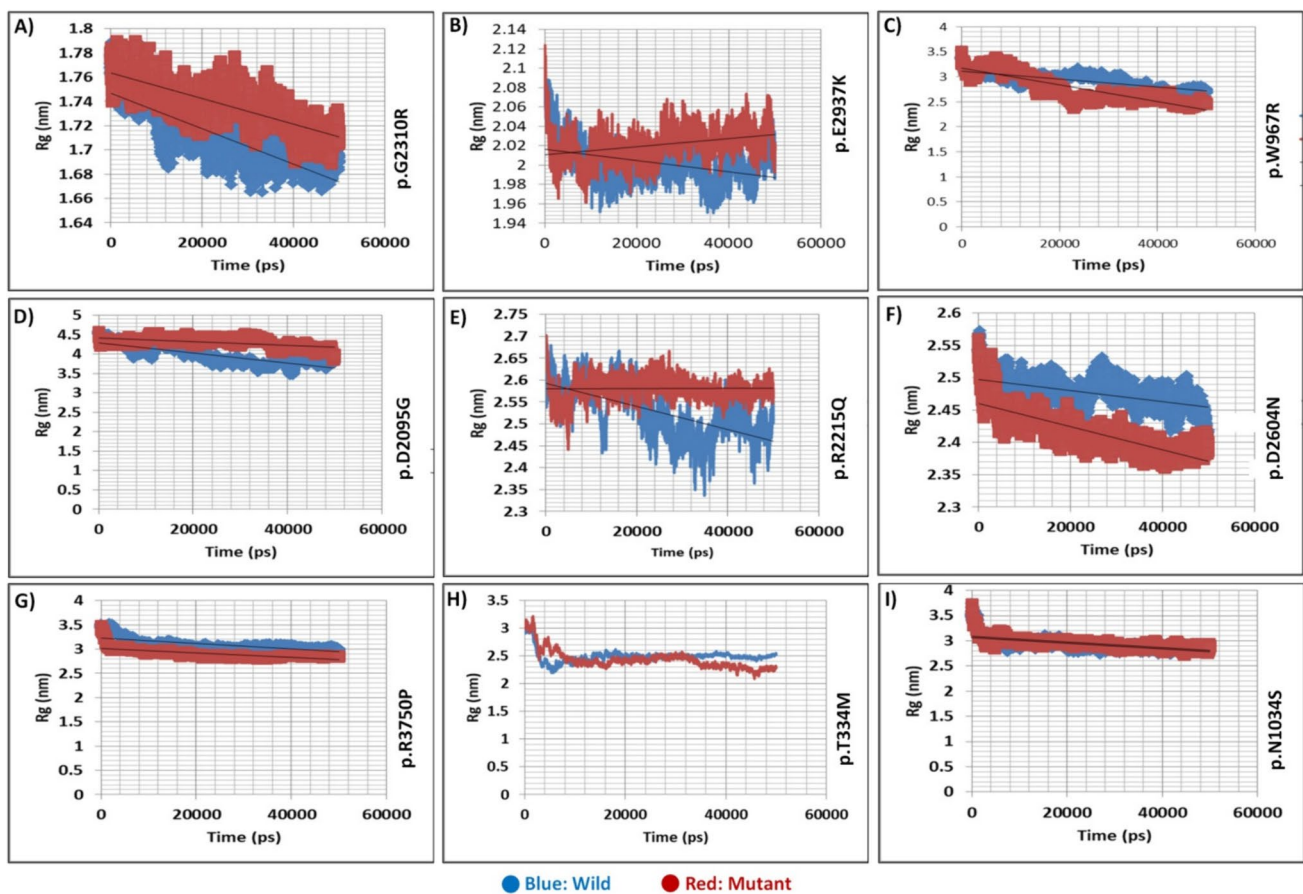 A)
Rg (nm)
1.8
1.76
1.74
1.72
1.7
1.68
1.66
1.64
0 20000 40000 60000
Time (ps)
p.G2310R
B)
Rg (nm)
2.14
2.12
2.1
2.08
2.06
2.04
2.02
2
1.98
1.96
1.94
0 20000 40000 60000
Time (ps)
p.E2937K
C)
Rg (nm)
4
3.5
3
2.5
2
1.5
1
0.5
0
0 20000 40000 60000
Time (ps)
p.W967R
D)
Rg (nm)
5
4.5
4
3.5
3
2.5
2
1.5
1
0.5
0
0 20000 40000 60000
Time (ps)
p.D2095G
E)
Rg (nm)
2.75
2.7
2.65
2.6
2.55
2.5
2.45
2.4
2.35
2.3
0 20000 40000 60000
Time (ps)
p.R2215Q
F)
Rg (nm)
2.6
2.55
2.5
2.45
2.4
2.35
2.3
0 20000 40000 60000
Time (ps)
p.D2604N
G)
Rg (nm)
4
3.5
3
2.5
2
1.5
1
0.5
0
0 20000 40000 60000
Time (ps)
p.R3750P
H)
Rg (nm)
3.5
3
2.5
2
1.5
1
0.5
0
0 20000 40000 60000
Time (ps)
p.T334M
I)
Rg (nm)
4
3.5
3
2.5
2
1.5
1
0.5
0
0 20000 40000 60000
Time (ps)
p.N1034S
Blue: Wild Red: Mutant